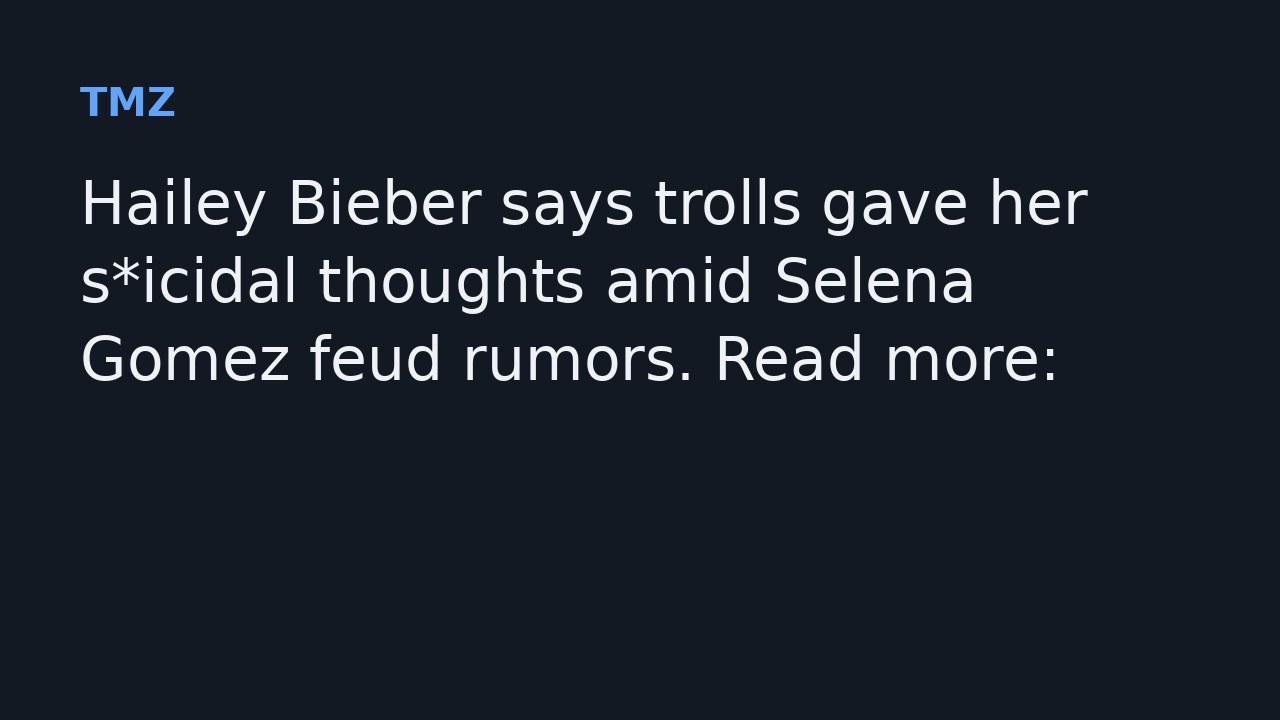 TMZ
Hailey Bieber says trolls gave her
s*icidal thoughts amid Selena
Gomez feud rumors. Read more: